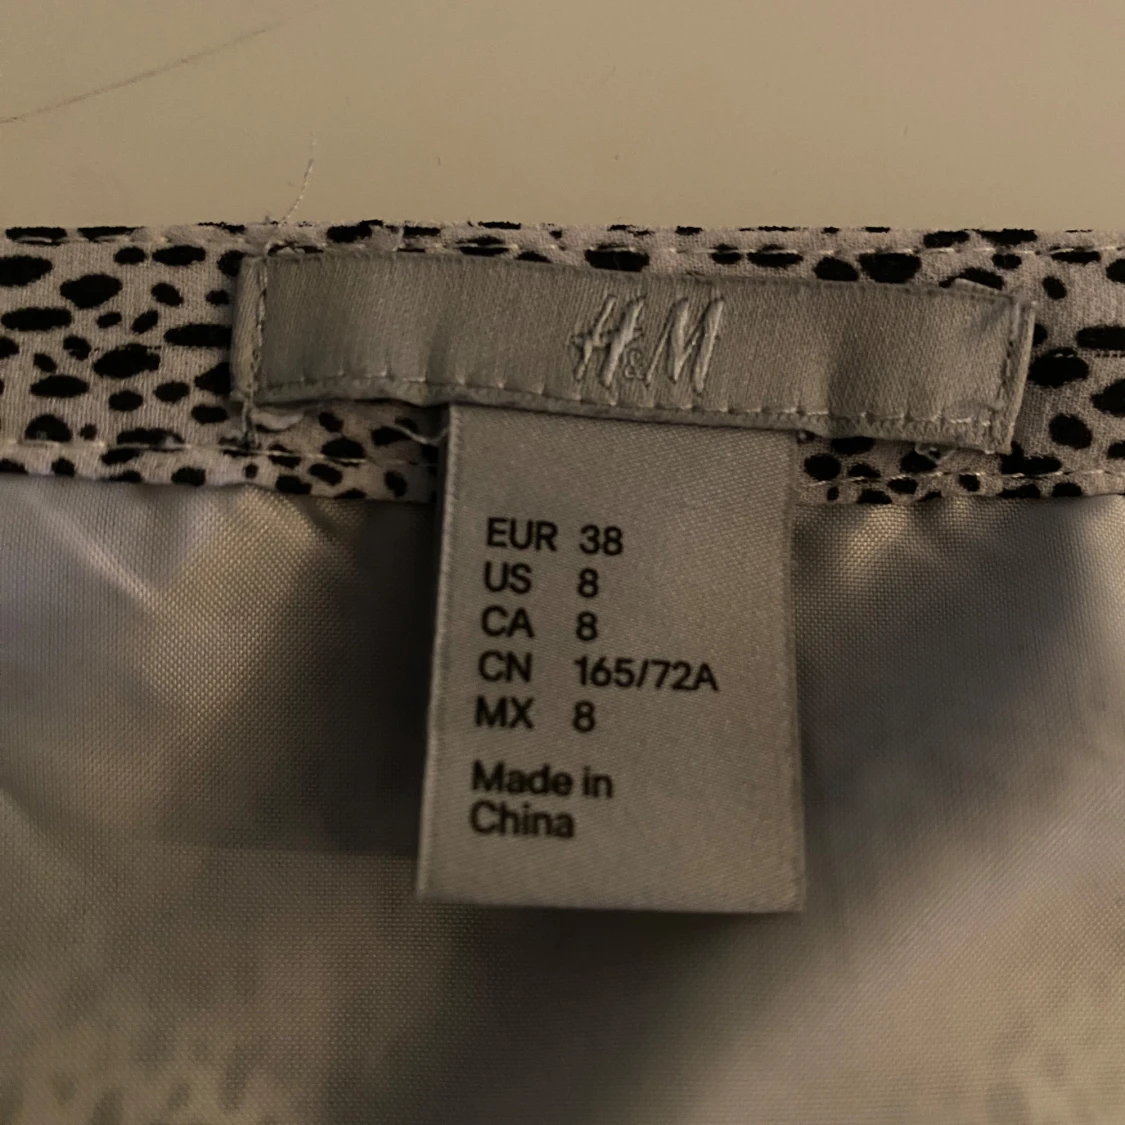 H&M
EUR 38
US 8
CA 8
CN 165/72A
MX 8
Made in
China